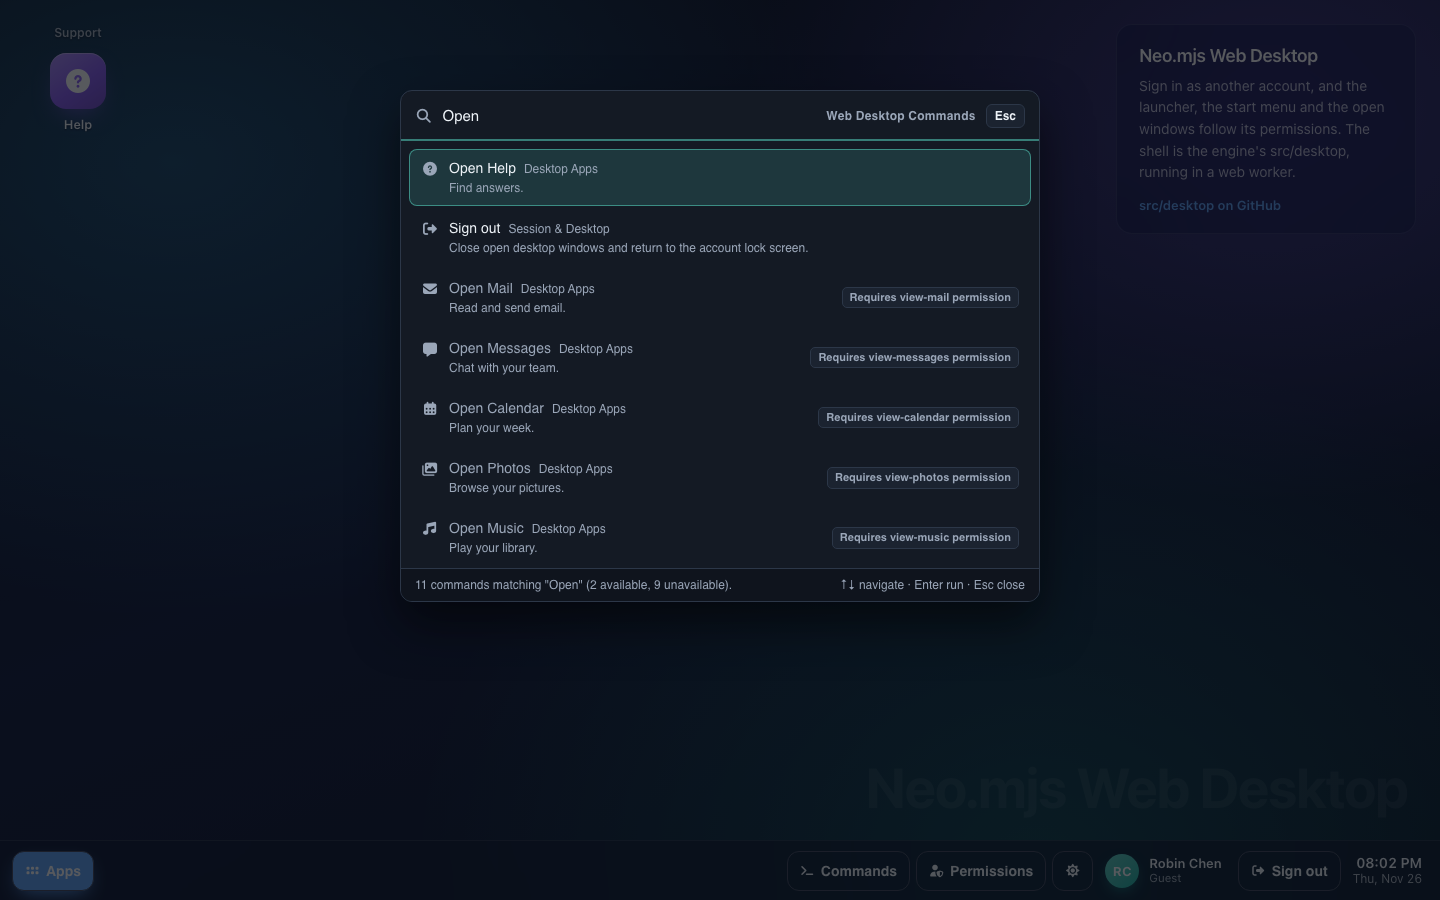 Support
Help
Neo.mjs Web Desktop
Sign in as another account, and the
launcher, the start menu and the open
windows follow its permissions. The
shell is the engine's src/desktop,
running in a web worker.
src/desktop on GitHub
Open
Web Desktop Commands
Esc
Open Help Desktop Apps
Find answers.
Sign out Session & Desktop
Close open desktop windows and return to the account lock screen.
Open Mail Desktop Apps
Read and send email.
Requires view-mail permission
Open Messages Desktop Apps
Chat with your team.
Requires view-messages permission
Open Calendar Desktop Apps
Plan your week.
Requires view-calendar permission
Open Photos Desktop Apps
Browse your pictures.
Requires view-photos permission
Open Music Desktop Apps
Play your library.
Requires view-music permission
11 commands matching "Open" (2 available, 9 unavailable).
↑↓ navigate · Enter run · Esc close
Neo.mjs Web Desktop
Apps
Commands
Permissions
RC
Robin Chen
Guest
Sign out
08:02 PM
Thu, Nov 26